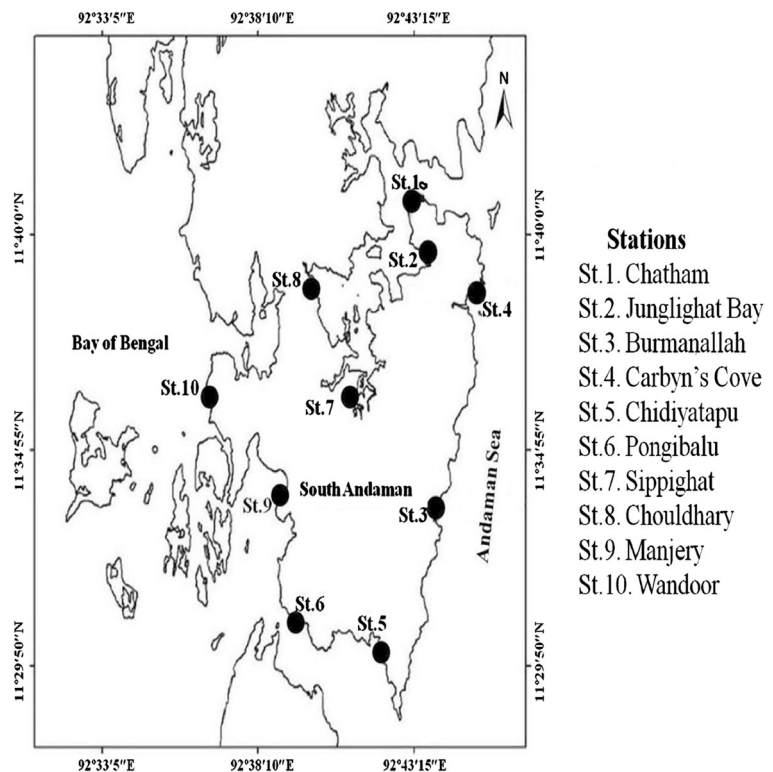 92°33′5″E 92°38′10″E 92°43′15″E
N
St.1
11°40′0″N 11°40′0″N
St.2
St.8
St.4
Bay of Bengal
St.10
St.7
11°34′55″N 11°34′55″N
South Andaman
St.9
St.3
Andaman Sea
St.6
St.5
11°29′50″N 11°29′50″N
92°33′5″E 92°38′10″E 92°43′15″E
Stations
St.1. Chatham
St.2. Junglighat Bay
St.3. Burmanallah
St.4. Carbyn’s Cove
St.5. Chidiyatapu
St.6. Pongibalu
St.7. Sippighat
St.8. Chouldhary
St.9. Manjery
St.10. Wandoor